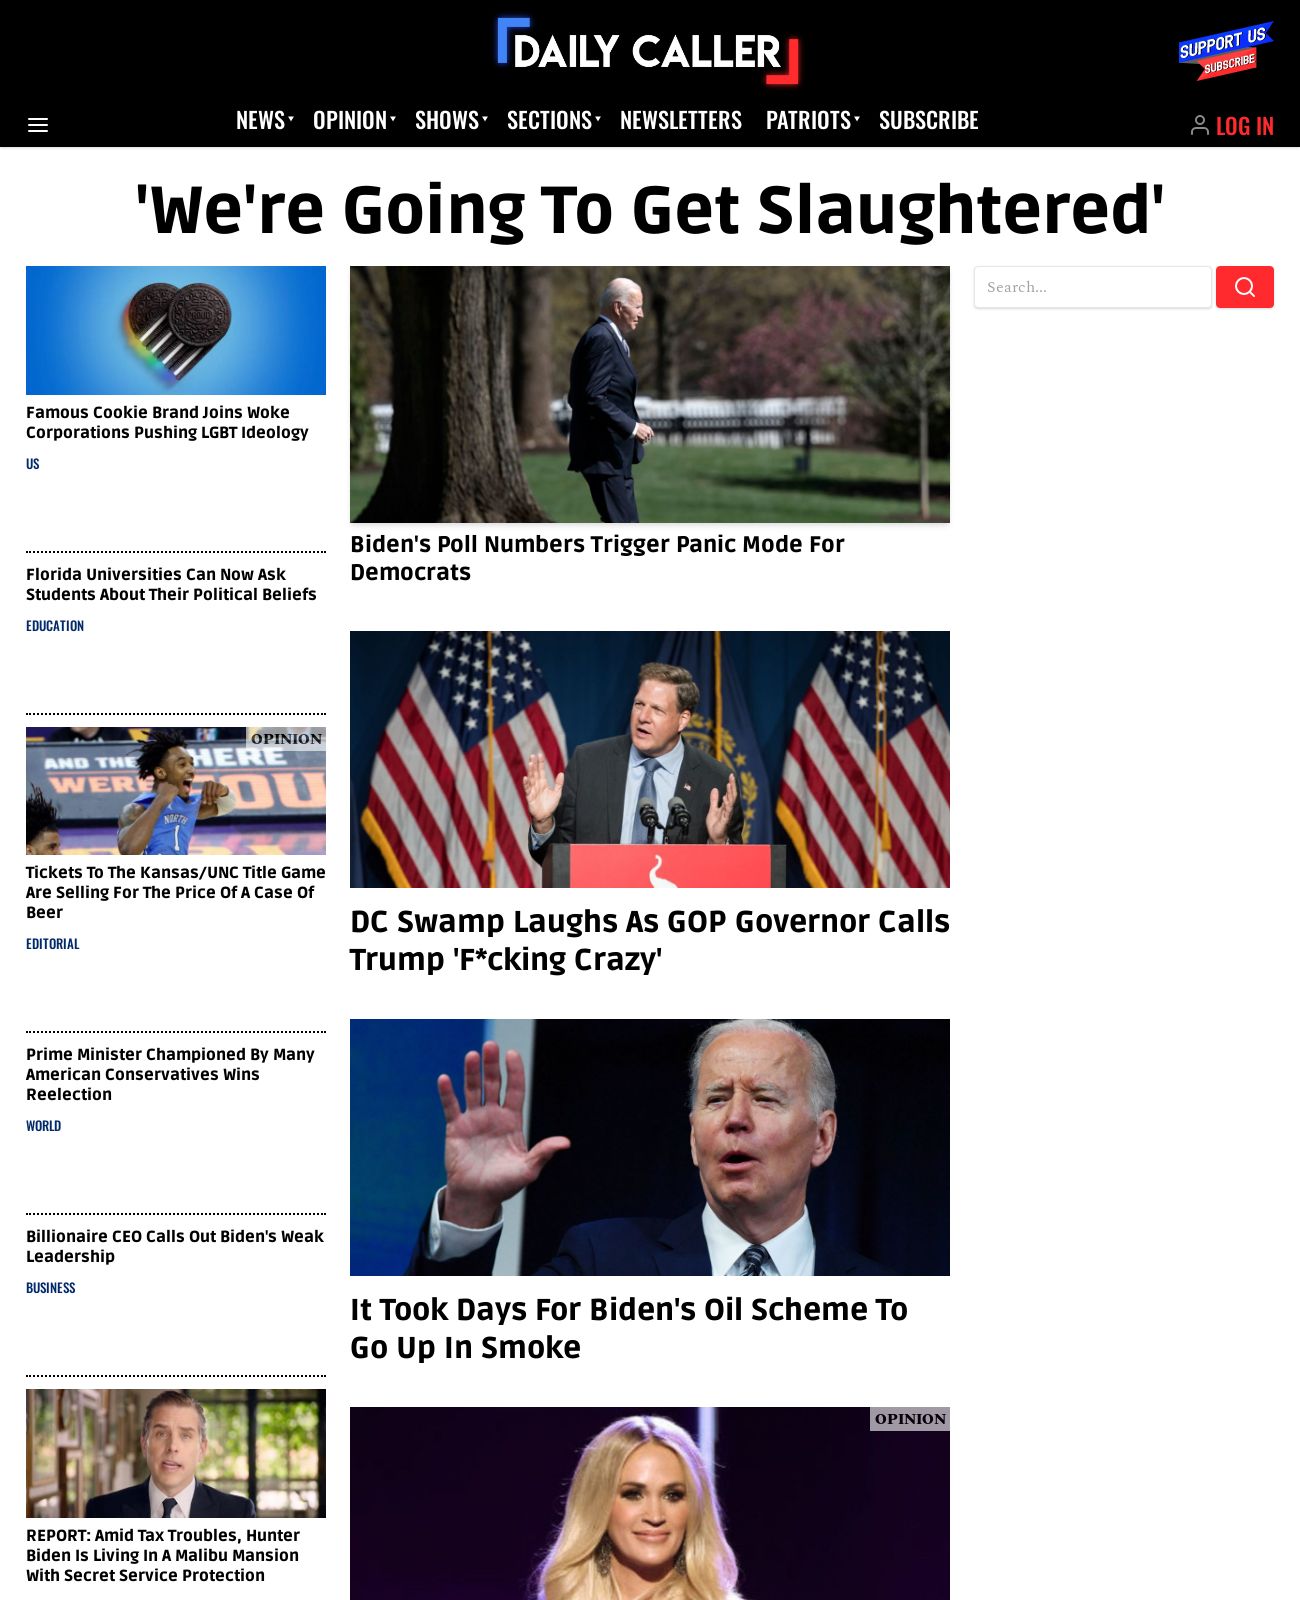 DAILY CALLER
SUPPORT US
SUBSCRIBE
NEWS
OPINION
SHOWS
SECTIONS
NEWSLETTERS
PATRIOTS
SUBSCRIBE
LOG IN
'We're Going To Get Slaughtered'
Famous Cookie Brand Joins Woke
Corporations Pushing LGBT Ideology
US
Florida Universities Can Now Ask
Students About Their Political Beliefs
EDUCATION
OPINION
AND THE
HERE
WERE
NORTH
1
Tickets To The Kansas/UNC Title Game
Are Selling For The Price Of A Case Of
Beer
EDITORIAL
Prime Minister Championed By Many
American Conservatives Wins
Reelection
WORLD
Billionaire CEO Calls Out Biden's Weak
Leadership
BUSINESS
REPORT: Amid Tax Troubles, Hunter
Biden Is Living In A Malibu Mansion
With Secret Service Protection
Biden's Poll Numbers Trigger Panic Mode For
Democrats
DC Swamp Laughs As GOP Governor Calls
Trump 'F*cking Crazy'
It Took Days For Biden's Oil Scheme To
Go Up In Smoke
OPINION
Search...